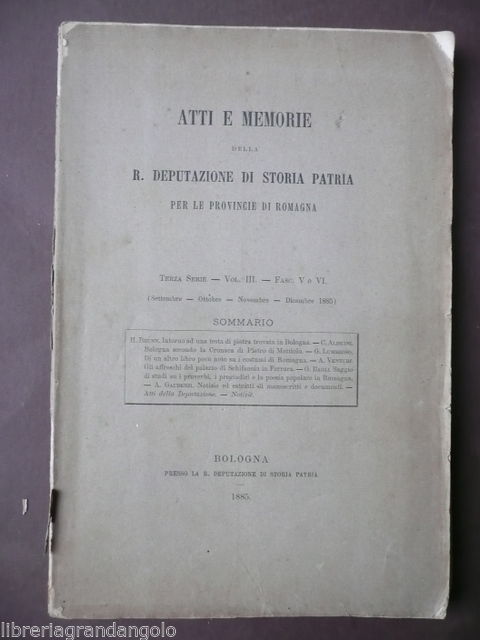 ATTI E MEMORIE
DELLA
R. DEPUTAZIONE DI STORIA PATRIA
PER LE PROVINCIE DI ROMAGNA
TERZA SERIE — VOL. III. — FASC. V e VI.
(Settembre — Ottobre — Novembre — Dicembre 1885)
SOMMARIO
H. BRUNN, Intorno ad una testa di pietra trovata in Bologna. — C. ALBICINI,
Bologna secondo la Cronaca di Pietro di Mattiolo. — G. LUMBROSO,
Di un altro libro poco noto su i costumi di Romagna. — A. VENTURI
Gli affreschi del palazzo di Schifanoia in Ferrara. — G. BAGLI, Saggio
di studi su i proverbi, i pregiudizi e la poesia popolare in Romagna.
— A. GAUDENZI, Notizie ed estratti di manoscritti e documenti. —
Atti della Deputazione. — Notizie.
BOLOGNA
PRESSO LA R. DEPUTAZIONE DI STORIA PATRIA
1885.
libreriagrandangolo